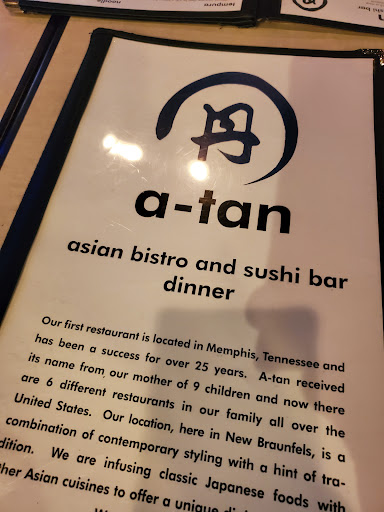 noodle
tempura
丹
a-tan
asian bistro and sushi bar
dinner
Our first restaurant is located in Memphis, Tennessee and
has been a success for over 25 years. A-tan received
its name from our mother of 9 children and now there
are 6 different restaurants in our family all over the
United States. Our location, here in New Braunfels, is a
combination of contemporary styling with a hint of tra-
dition. We are infusing classic Japanese foods with
ther Asian cuisines to offer a unique